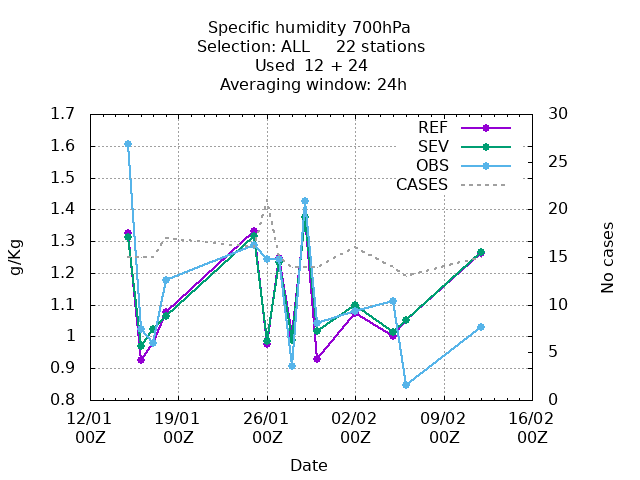 Specific humidity 700hPa
Selection: ALL     22 stations
Used  12 + 24
Averaging window: 24h
1.7
1.6
1.5
1.4
1.3
1.2
1.1
1
0.9
0.8
g/Kg
REF
SEV
OBS
CASES
30
25
20
15
10
5
0
No cases
12/01 19/01 26/01 02/02 09/02 16/02
00Z 00Z 00Z 00Z 00Z 00Z
Date